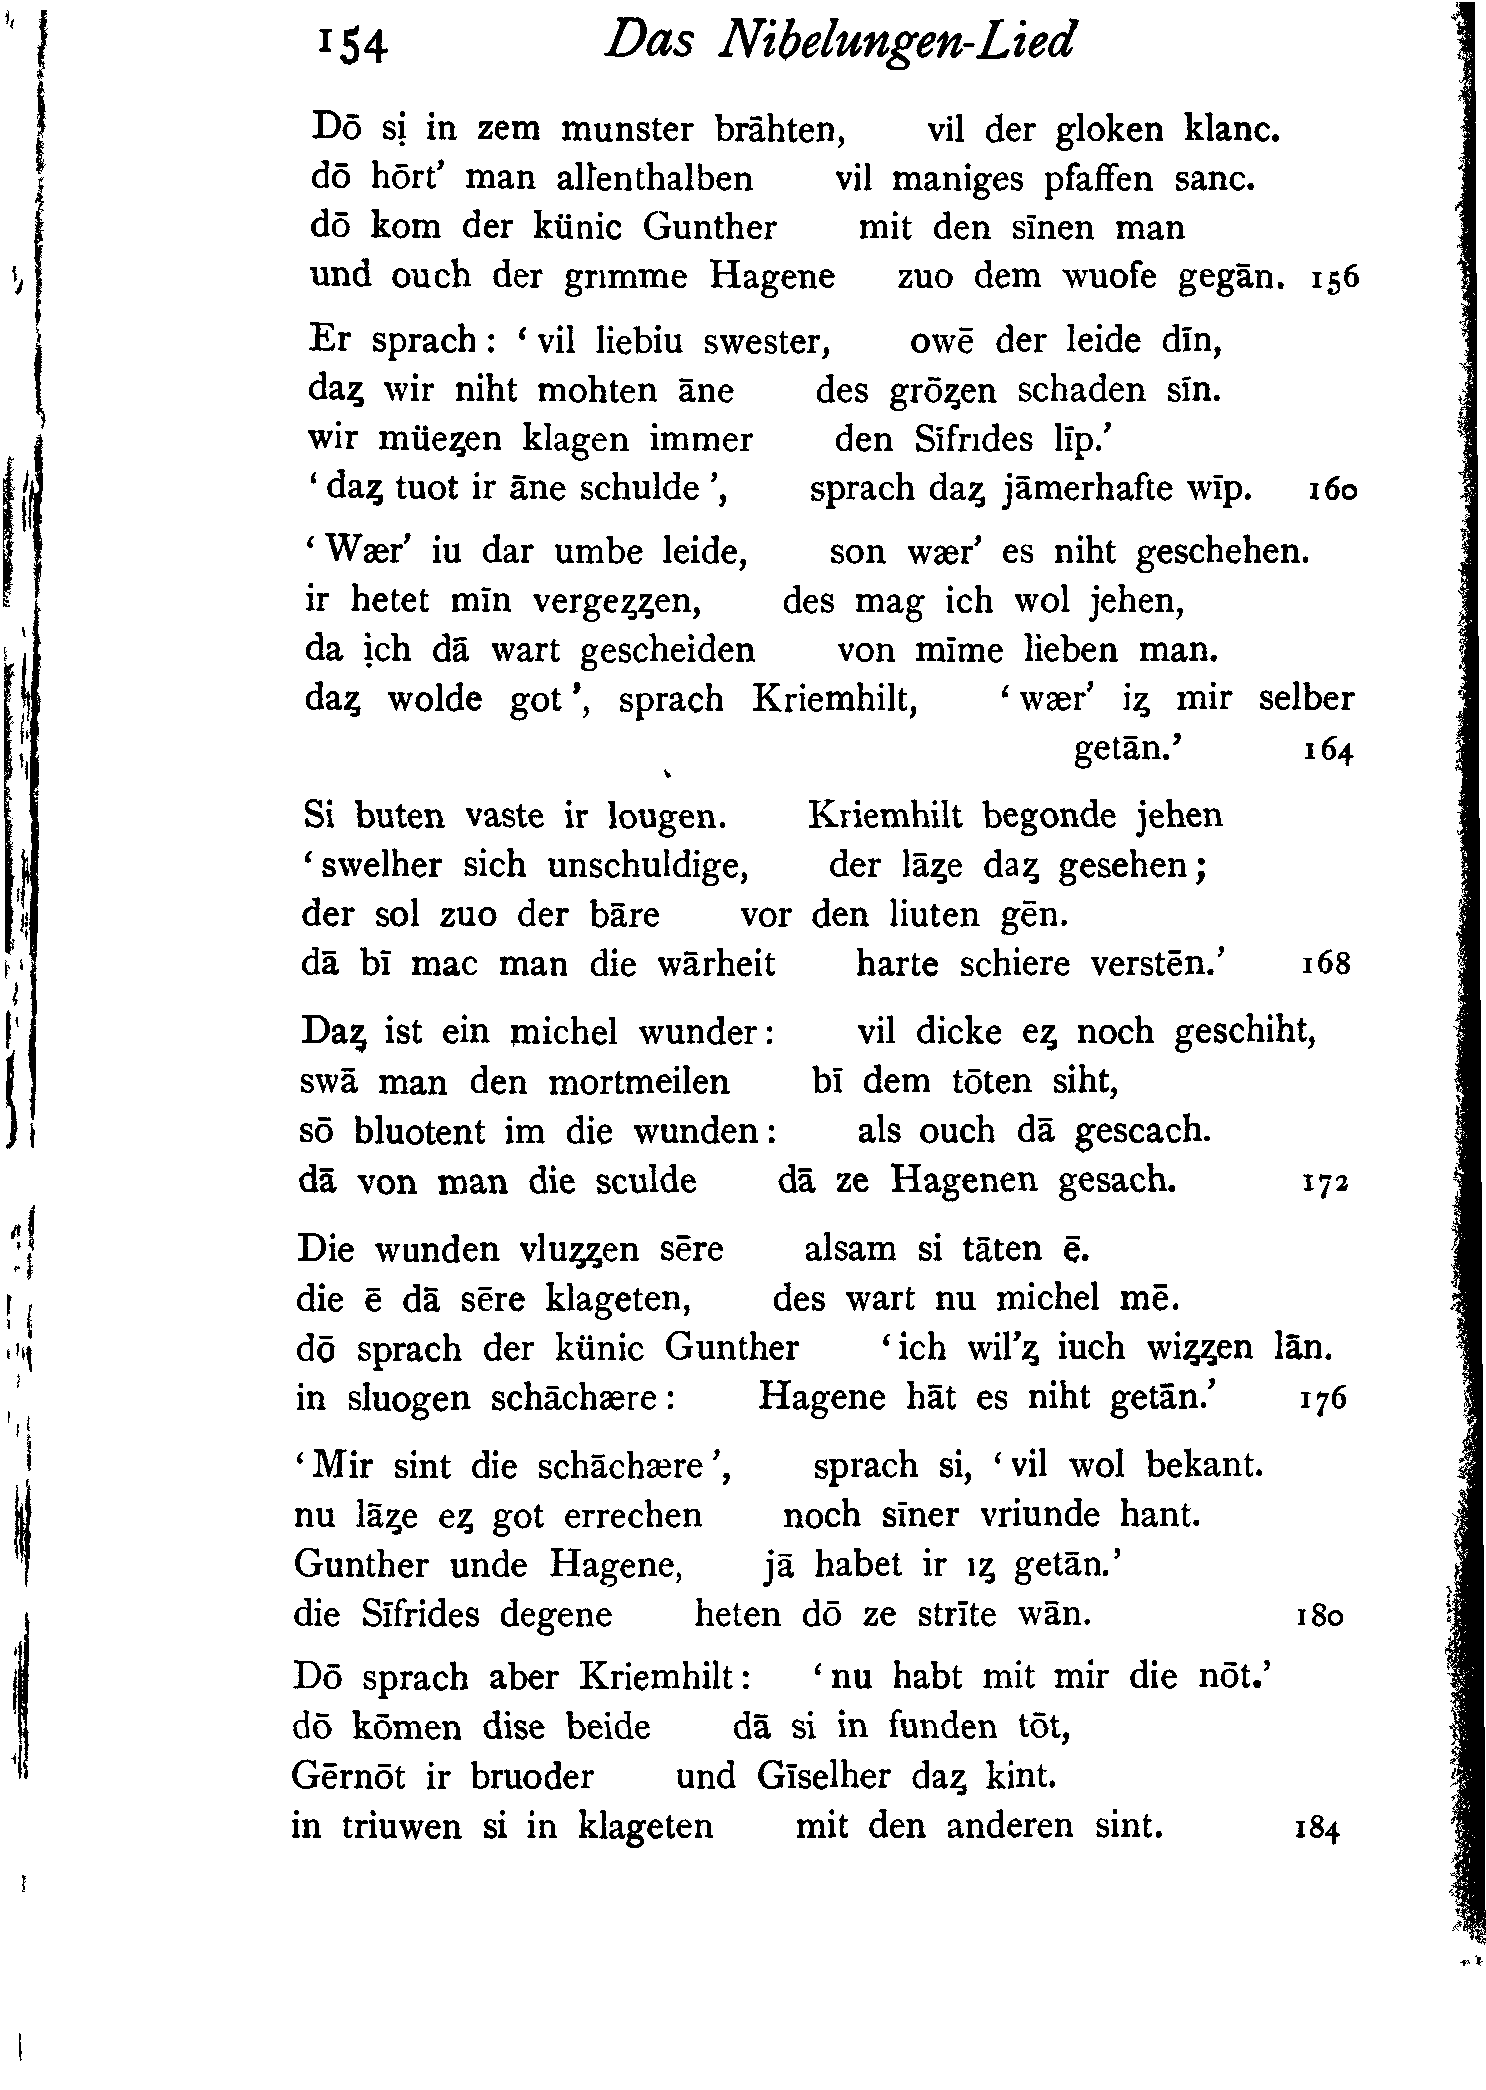 154 Das Nibelungen-Lied
Dō sị in zem munster brāhten, vil der gloken klanc.
dō hōrt’ man allenthalben vil maniges pfaffen sanc.
dō kom der künic Gunther mit den sīnen man
und ouch der grimme Hagene zuo dem wuofe gegān. 156
Er sprach: ‘vil liebiu swester, owē der leide dīn,
daȥ wir niht mohten āne des grōȥen schaden sīn.
wir müeȥen klagen immer den Sīfrides līp.’
‘daȥ tuot ir āne schulde’, sprach daȥ jāmerhafte wīp. 160
‘Wær’ iu dar umbe leide, son wær’ es niht geschehen.
ir hetet mīn vergeȥȥen, des mag ich wol jehen,
da ịch dā wart gescheiden von mīme lieben man.
daȥ wolde got’, sprach Kriemhilt, ‘wær’ iȥ mir selber
getān.’ 164
Si buten vaste ir lougen. Kriemhilt begonde jehen
‘swelher sich unschuldige, der lāȥe daȥ gesehen;
der sol zuo der bāre vor den liuten gēn.
dā bī mac man die wārheit harte schiere verstēn.’ 168
Daȥ ist ein michel wunder: vil dicke eȥ noch geschiht,
swā man den mortmeilen bī dem tōten siht,
sō bluotent im die wunden: als ouch dā gescach.
dā von man die sculde dā ze Hagenen gesach. 172
Die wunden vluȥȥen sēre alsam si tāten ē.
die ē dā sēre klageten, des wart nu michel mē.
dō sprach der künic Gunther ‘ich wil’ȥ iuch wiȥȥen lān.
in sluogen schāchære: Hagene hāt es niht getān.’ 176
‘Mir sint die schāchære’, sprach si, ‘vil wol bekant.
nu lāȥe eȥ got errechen noch sīner vriunde hant.
Gunther unde Hagene, jā habet ir iȥ getān.’
die Sīfrides degene heten dō ze strīte wān. 180
Dō sprach aber Kriemhilt: ‘nu habt mit mir die nōt.’
dō kōmen dise beide dā si in funden tōt,
Gērnōt ir bruoder und Gīselher daȥ kint.
in triuwen si in klageten mit den anderen sint. 184